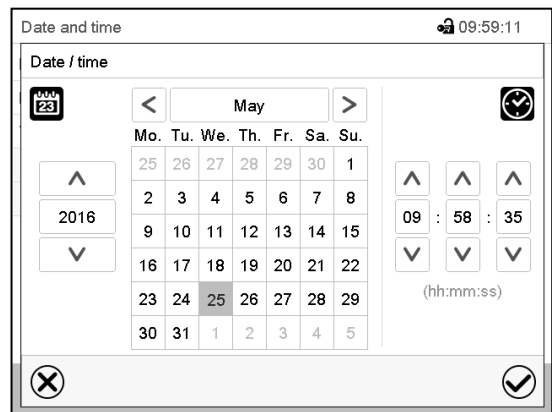 Date and time 09:59:11
Date / time
23
< May >
Mo. Tu. We. Th. Fr. Sa. Su.
25 26 27 28 29 30 1
2 3 4 5 6 7 8
9 10 11 12 13 14 15
16 17 18 19 20 21 22
23 24 25 26 27 28 29
30 31 1 2 3 4 5
2016
09 : 58 : 35
(hh:mm:ss)